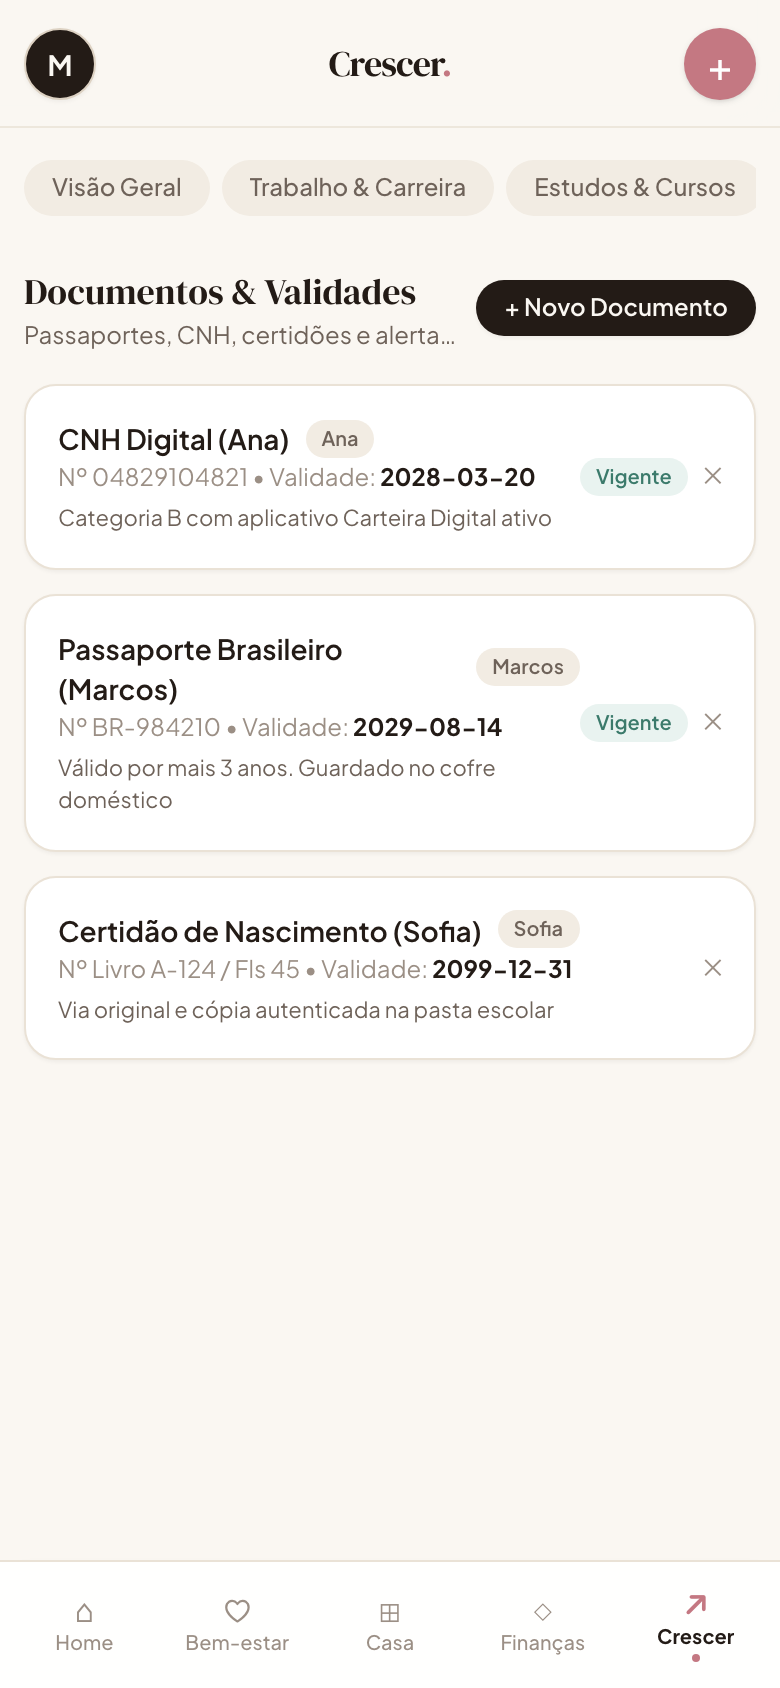 M
Crescer.
+
Visão Geral
Trabalho & Carreira
Estudos & Cursos
Documentos & Validades
Passaportes, CNH, certidões e alerta...
+ Novo Documento
CNH Digital (Ana)
Ana
Nº 04829104821 • Validade: 2028-03-20
Vigente
Categoria B com aplicativo Carteira Digital ativo
Passaporte Brasileiro
(Marcos)
Marcos
Nº BR-984210 • Validade: 2029-08-14
Vigente
Válido por mais 3 anos. Guardado no cofre
doméstico
Certidão de Nascimento (Sofia)
Sofia
Nº Livro A-124 / Fls 45 • Validade: 2099-12-31
Via original e cópia autenticada na pasta escolar
Home
Bem-estar
Casa
Finanças
Crescer